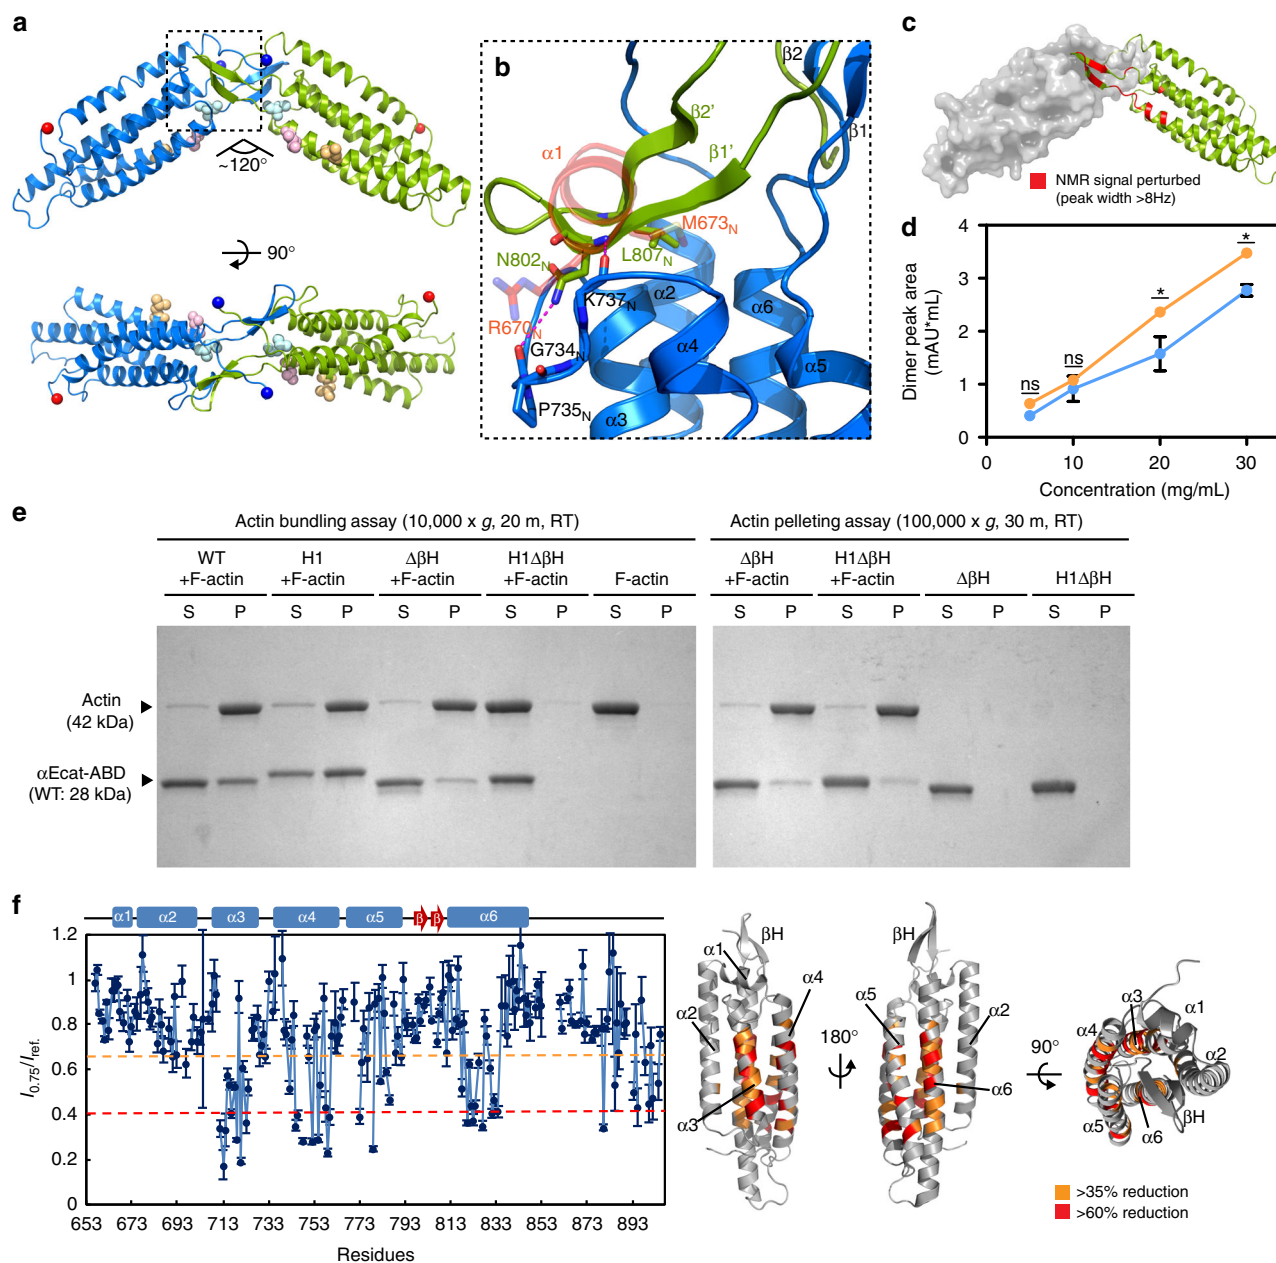 a
~120°
90°
b
β2
β2'
β1
α1
β1'
M673N
N802N
L807N
K737N
α2
α6
R670N
G734N
α4
α5
P735N
α3
c
NMR signal perturbed
(peak width >8Hz)
d
Dimer peak area
(mAU*mL)
4
3
2
1
0
ns
ns
*
*
0
10
20
30
Concentration (mg/mL)
e
Actin bundling assay (10,000 x g, 20 m, RT)
Actin pelleting assay (100,000 x g, 30 m, RT)
WT
+F-actin
H1
+F-actin
ΔβH
+F-actin
H1ΔβH
+F-actin
F-actin
ΔβH
+F-actin
H1ΔβH
+F-actin
ΔβH
H1ΔβH
S P S P S P S P S P S P S P S P S P
Actin
(42 kDa)
αEcat-ABD
(WT: 28 kDa)
f
α1 α2 α3 α4 α5 β β α6
1.2
1
0.8
0.6
0.4
0.2
0
I0.75/Iref.
653 673 693 713 733 753 773 793 813 833 853 873 893
Residues
βH
α1
α4
α2
α3
180°
βH
α5
α2
α6
90°
α3
α1
α4
α2
α5
α6
βH
>35% reduction
>60% reduction